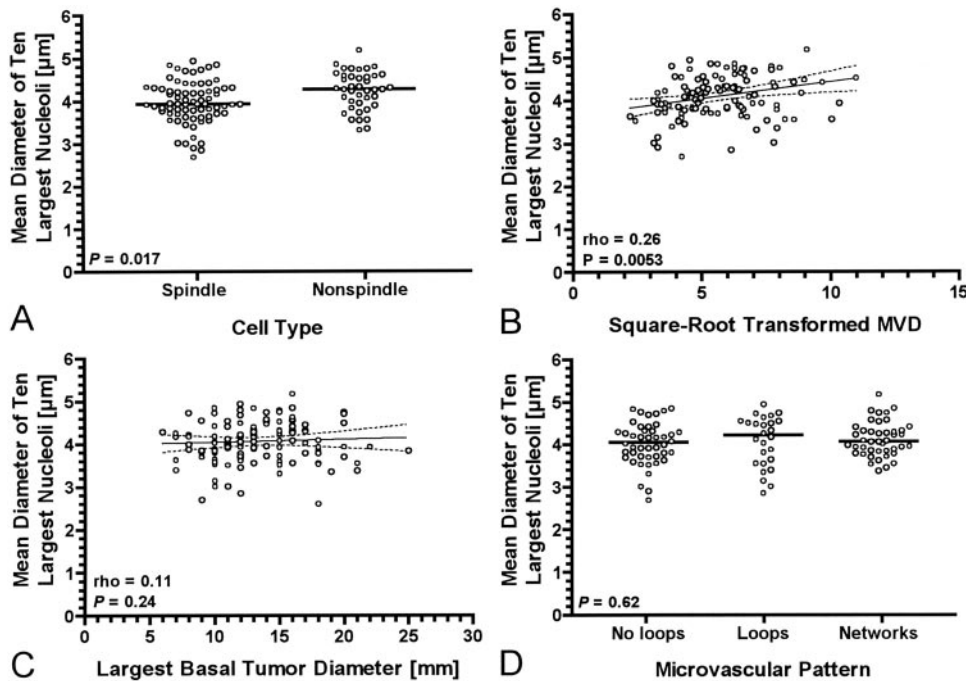 Mean Diameter of Ten
Largest Nucleoli [µm]
6
5
4
3
2
1
0
P = 0.017
Spindle
Nonspindle
A
Cell Type
Mean Diameter of Ten
Largest Nucleoli [µm]
6
5
4
3
2
1
0
rho = 0.26
P = 0.0053
0
5
10
15
B
Square-Root Transformed MVD
Mean Diameter of Ten
Largest Nucleoli [µm]
6
5
4
3
2
1
0
rho = 0.11
P = 0.24
0
5
10
15
20
25
30
C
Largest Basal Tumor Diameter [mm]
Mean Diameter of Ten
Largest Nucleoli [µm]
6
5
4
3
2
1
0
P = 0.62
No loops
Loops
Networks
D
Microvascular Pattern